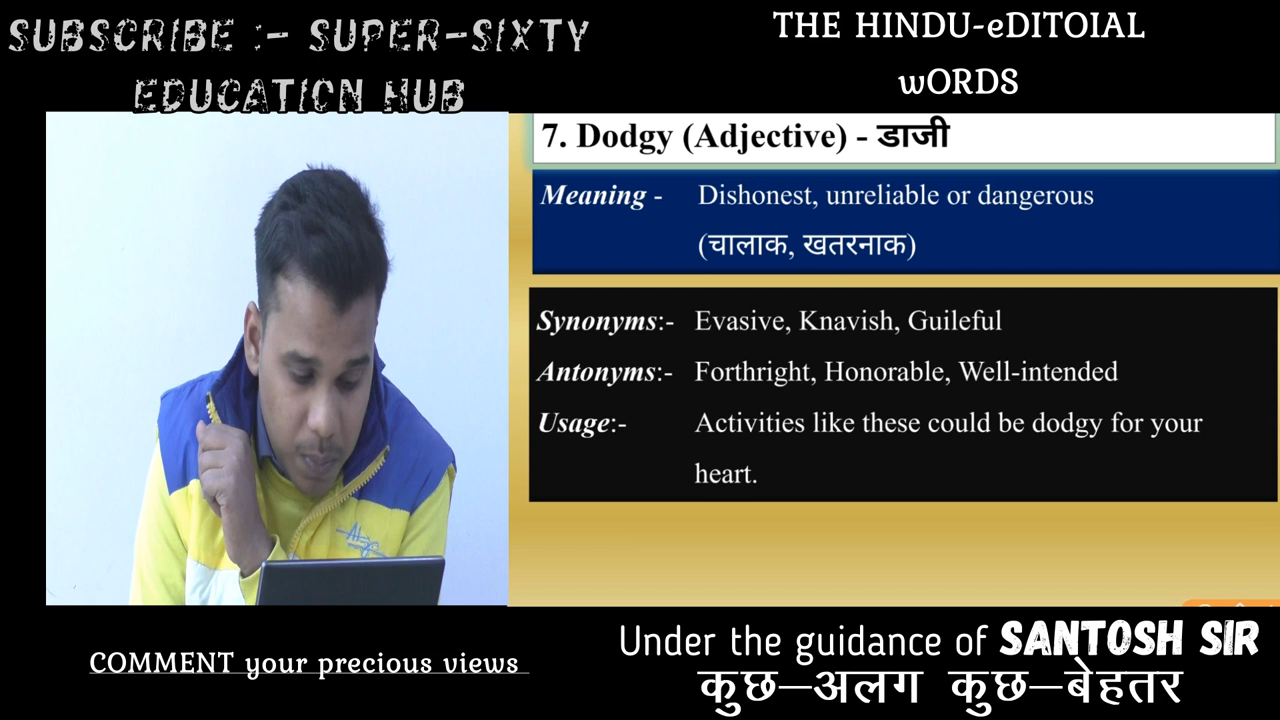 SUBSCRIBE :- SUPER-SIXTY
EDUCATION HUB
THE HINDU-eDITOIAL
wORDS
7. Dodgy (Adjective) - डाजी
Meaning - Dishonest, unreliable or dangerous
(चालाक, खतरनाक)
Synonyms:- Evasive, Knavish, Guileful
Antonyms:- Forthright, Honorable, Well-intended
Usage:- Activities like these could be dodgy for your
heart.
COMMENT your precious views
Under the guidance of SANTOSH SIR
कुछ–अलग कुछ–बेहतर